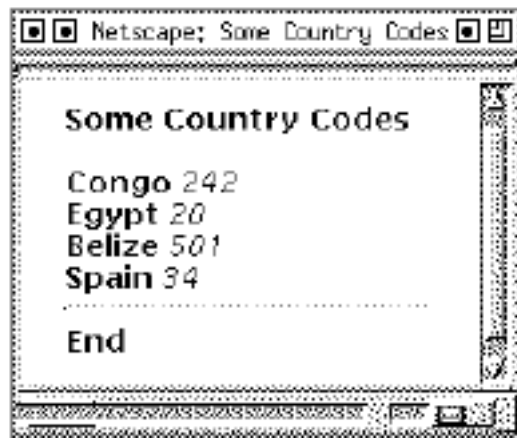 Netscape: Some Country Codes
Some Country Codes
Congo 242
Egypt 20
Belize 501
Spain 34
End